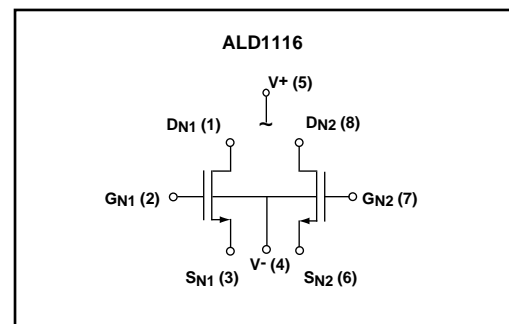 ALD1116
V+ (5)
~
DN1 (1) DN2 (8)
GN1 (2) GN2 (7)
V- (4)
SN1 (3) SN2 (6)